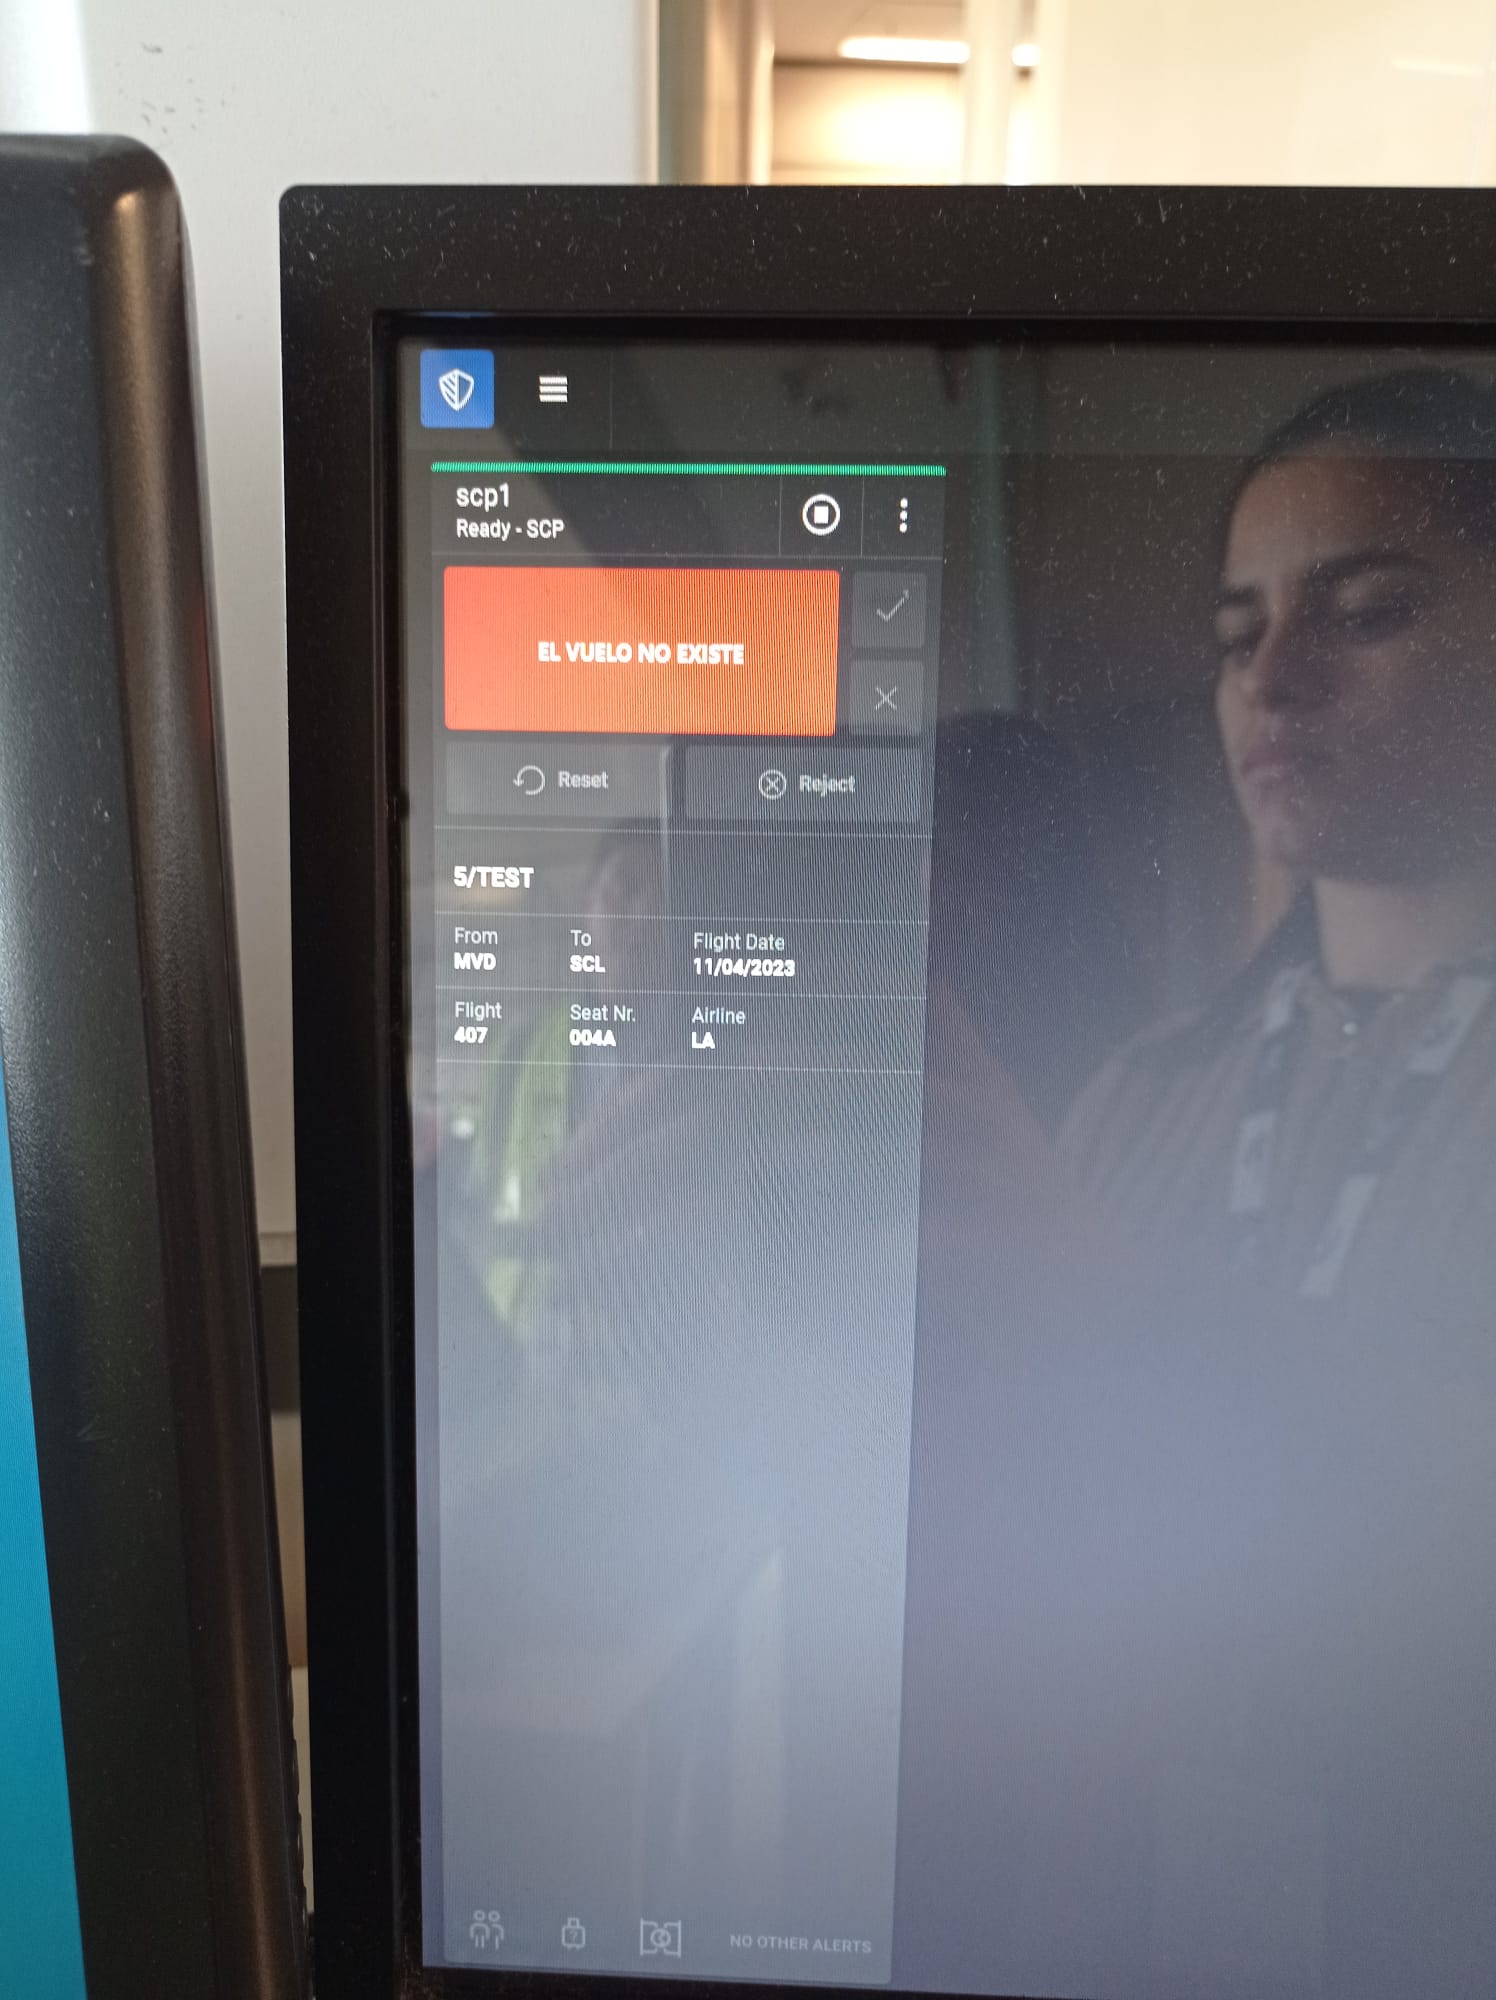 scp1
Ready - SCP
EL VUELO NO EXISTE
Reset
Reject
5/TEST
From
To
Flight Date
MVD
SCL
11/04/2023
Flight
Seat Nr.
Airline
407
004A
LA
NO OTHER ALERTS